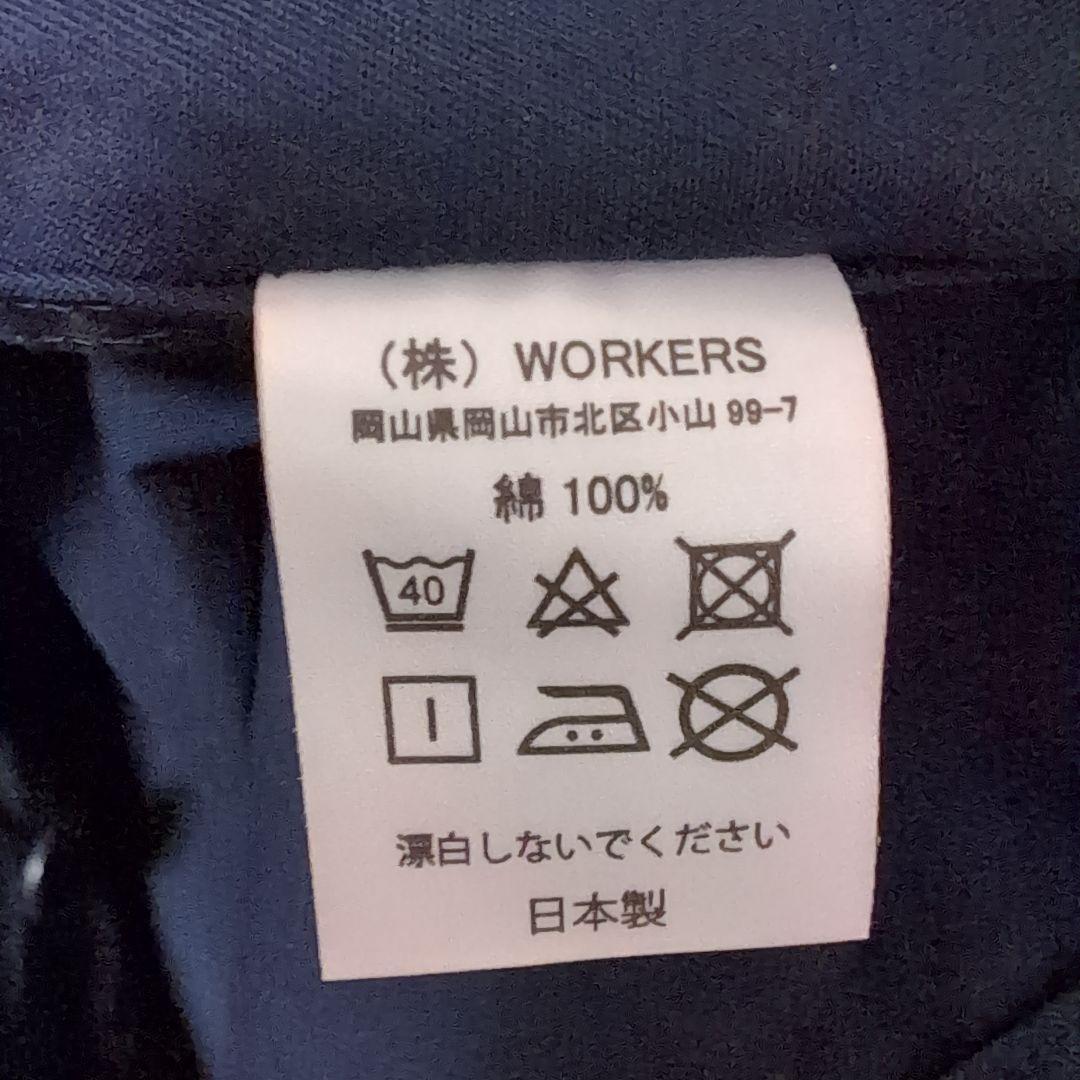 （株）WORKERS
岡山県岡山市北区小山 99-7
綿 100%
40
漂白しないでください
日本製